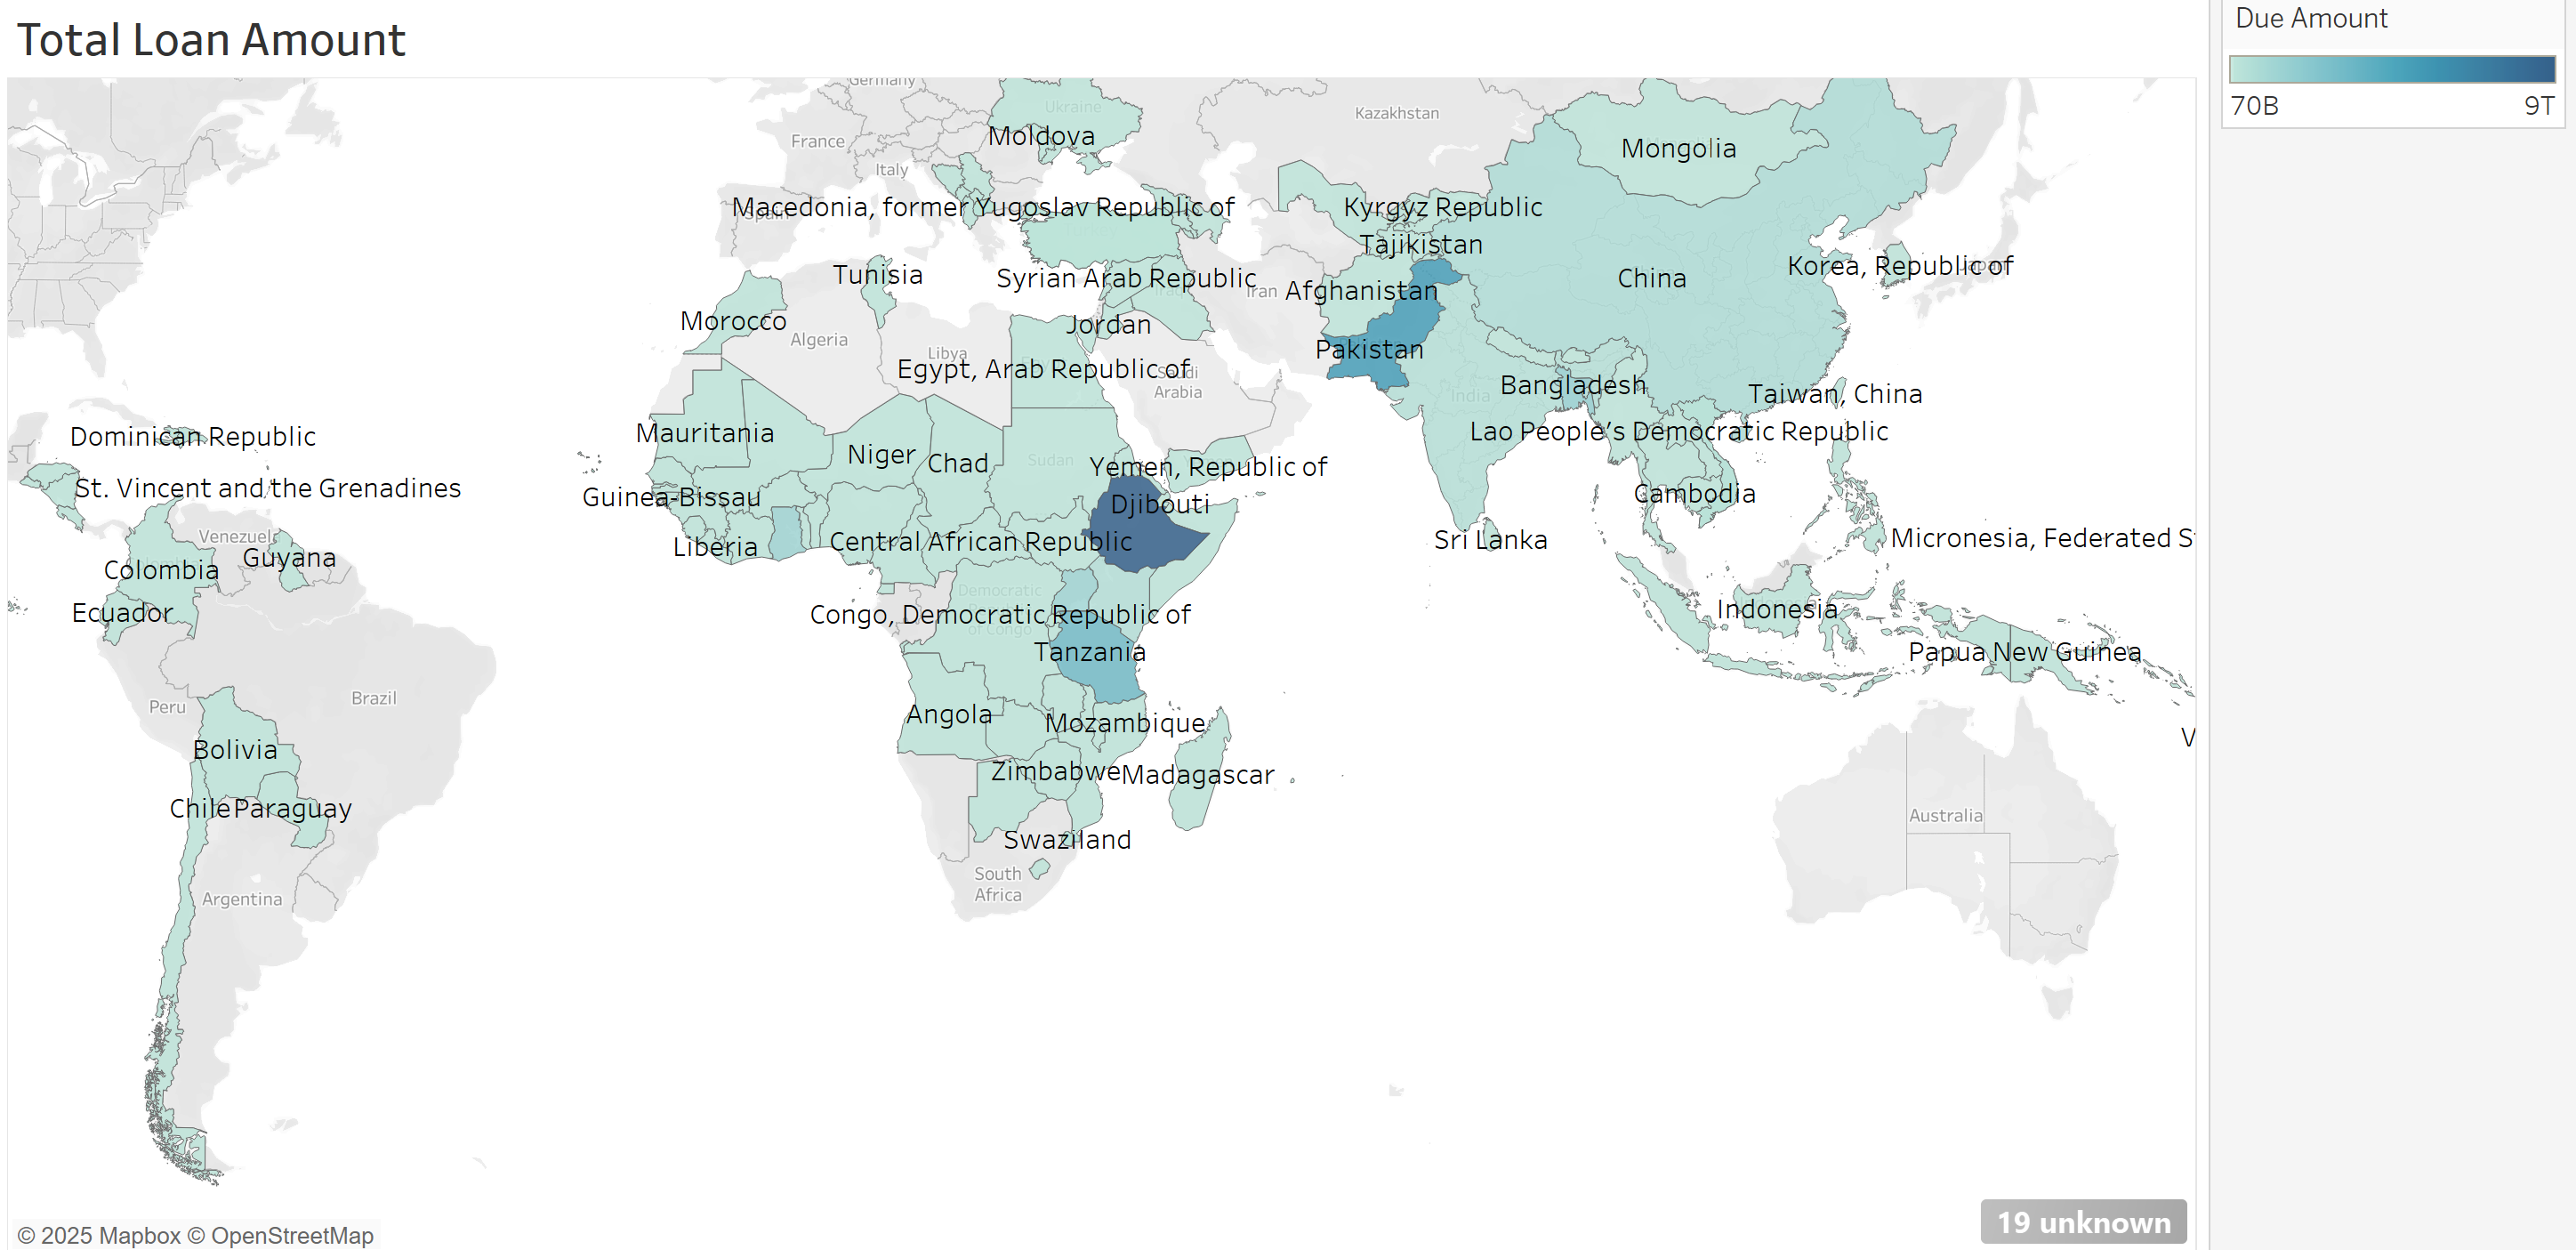 Total Loan Amount
Due Amount
70B
9T
Germany
Ukraine
Kazakhstan
France
Moldova
Mongolia
Italy
Spain
Macedonia, former Yugoslav Republic of
Kyrgyz Republic
Tajikistan
Tunisia
Syrian Arab Republic
Iraq
Iran
Afghanistan
China
Korea, Republic of
Japan
Morocco
Algeria
Jordan
Pakistan
Libya
Egypt, Arab Republic of
Saudi
Arabia
India
Bangladesh
Taiwan, China
Dominican Republic
Mauritania
Niger
Chad
Sudan
Yemen, Republic of
Lao People's Democratic Republic
St. Vincent and the Grenadines
Guinea-Bissau
Djibouti
Cambodia
Venezuel
Guyana
Liberia
Central African Republic
Sri Lanka
Micronesia, Federated S
Colombia
Ecuador
Democratic
Congo, Democratic Republic of
of Congo
Indonesia
Tanzania
Papua New Guinea
Peru
Brazil
Angola
Mozambique
V
Bolivia
Zimbabwe
Madagascar
Chile
Paraguay
Australia
Swaziland
South
Africa
Argentina
19 unknown
© 2025 Mapbox © OpenStreetMap